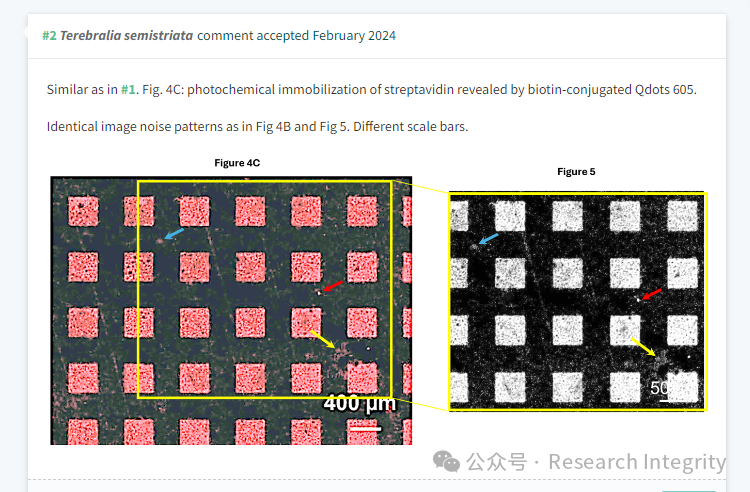 #2 Terebralia semistriata comment accepted February 2024
Similar as in #1. Fig. 4C: photochemical immobilization of streptavidin revealed by biotin-conjugated Qdots 605.
Identical image noise patterns as in Fig 4B and Fig 5. Different scale bars.
Figure 4C
Figure 5
400 μm
50
公众号 · Research Integrity